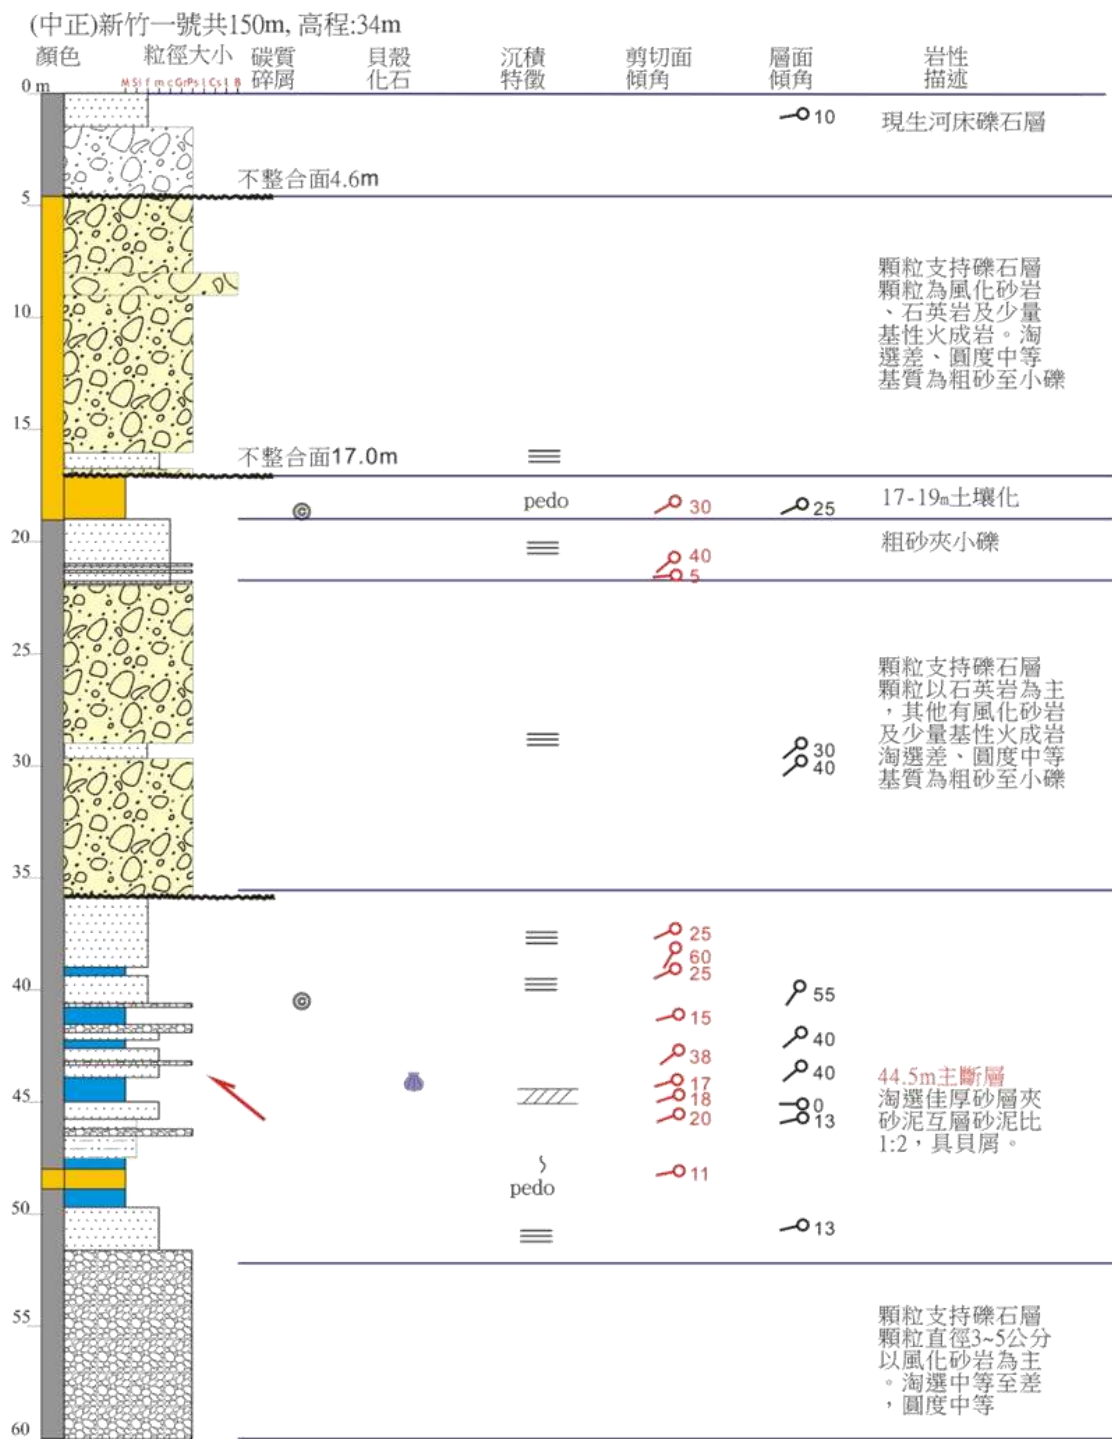 (中正)新竹一號共150m, 高程:34m
顏色
粒徑大小
碳質
碎屑
貝殼
化石
沉積
特徵
剪切面
傾角
層面
傾角
岩性
描述
M Si f m c Gr Ps l Cs l B
0 m
10
現生河床礫石層
不整合面4.6m
5
顆粒支持礫石層
顆粒為風化砂岩
、石英岩及少量
基性火成岩。淘
選差、圓度中等
基質為粗砂至小礫
10
15
不整合面17.0m
pedo
30
25
17-19m土壤化
20
粗砂夾小礫
40
5
25
顆粒支持礫石層
顆粒以石英岩為主
，其他有風化砂岩
及少量基性火成岩
淘選差、圓度中等
基質為粗砂至小礫
30
40
30
35
25
60
25
40
55
15
40
38
40
17
18
0
20
13
44.5m主斷層
淘選佳厚砂層夾
砂泥互層砂泥比
1:2，具貝屑。
45
pedo
11
50
13
55
顆粒支持礫石層
顆粒直徑3~5公分
以風化砂岩為主
。淘選中等至差
，圓度中等
60